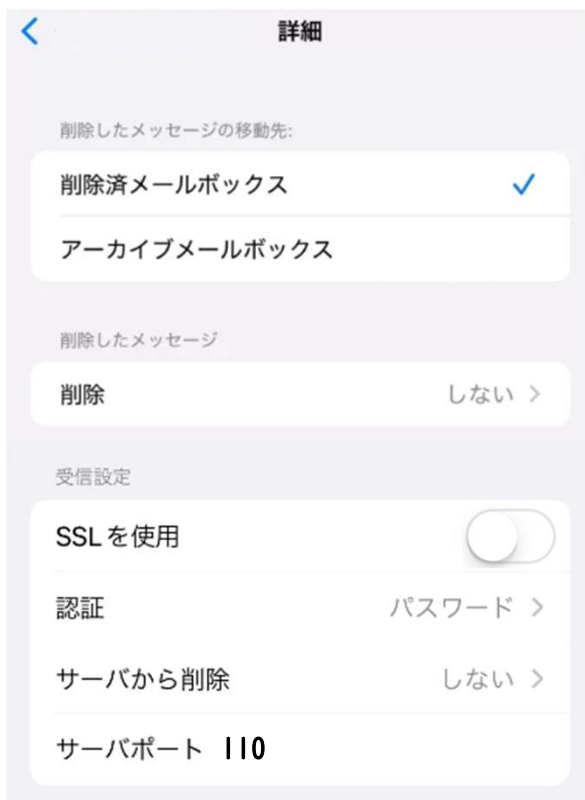 詳細
削除したメッセージの移動先:
削除済メールボックス
アーカイブメールボックス
削除したメッセージ
削除 しない
受信設定
SSLを使用
認証 パスワード
サーバから削除 しない
サーバポート 110